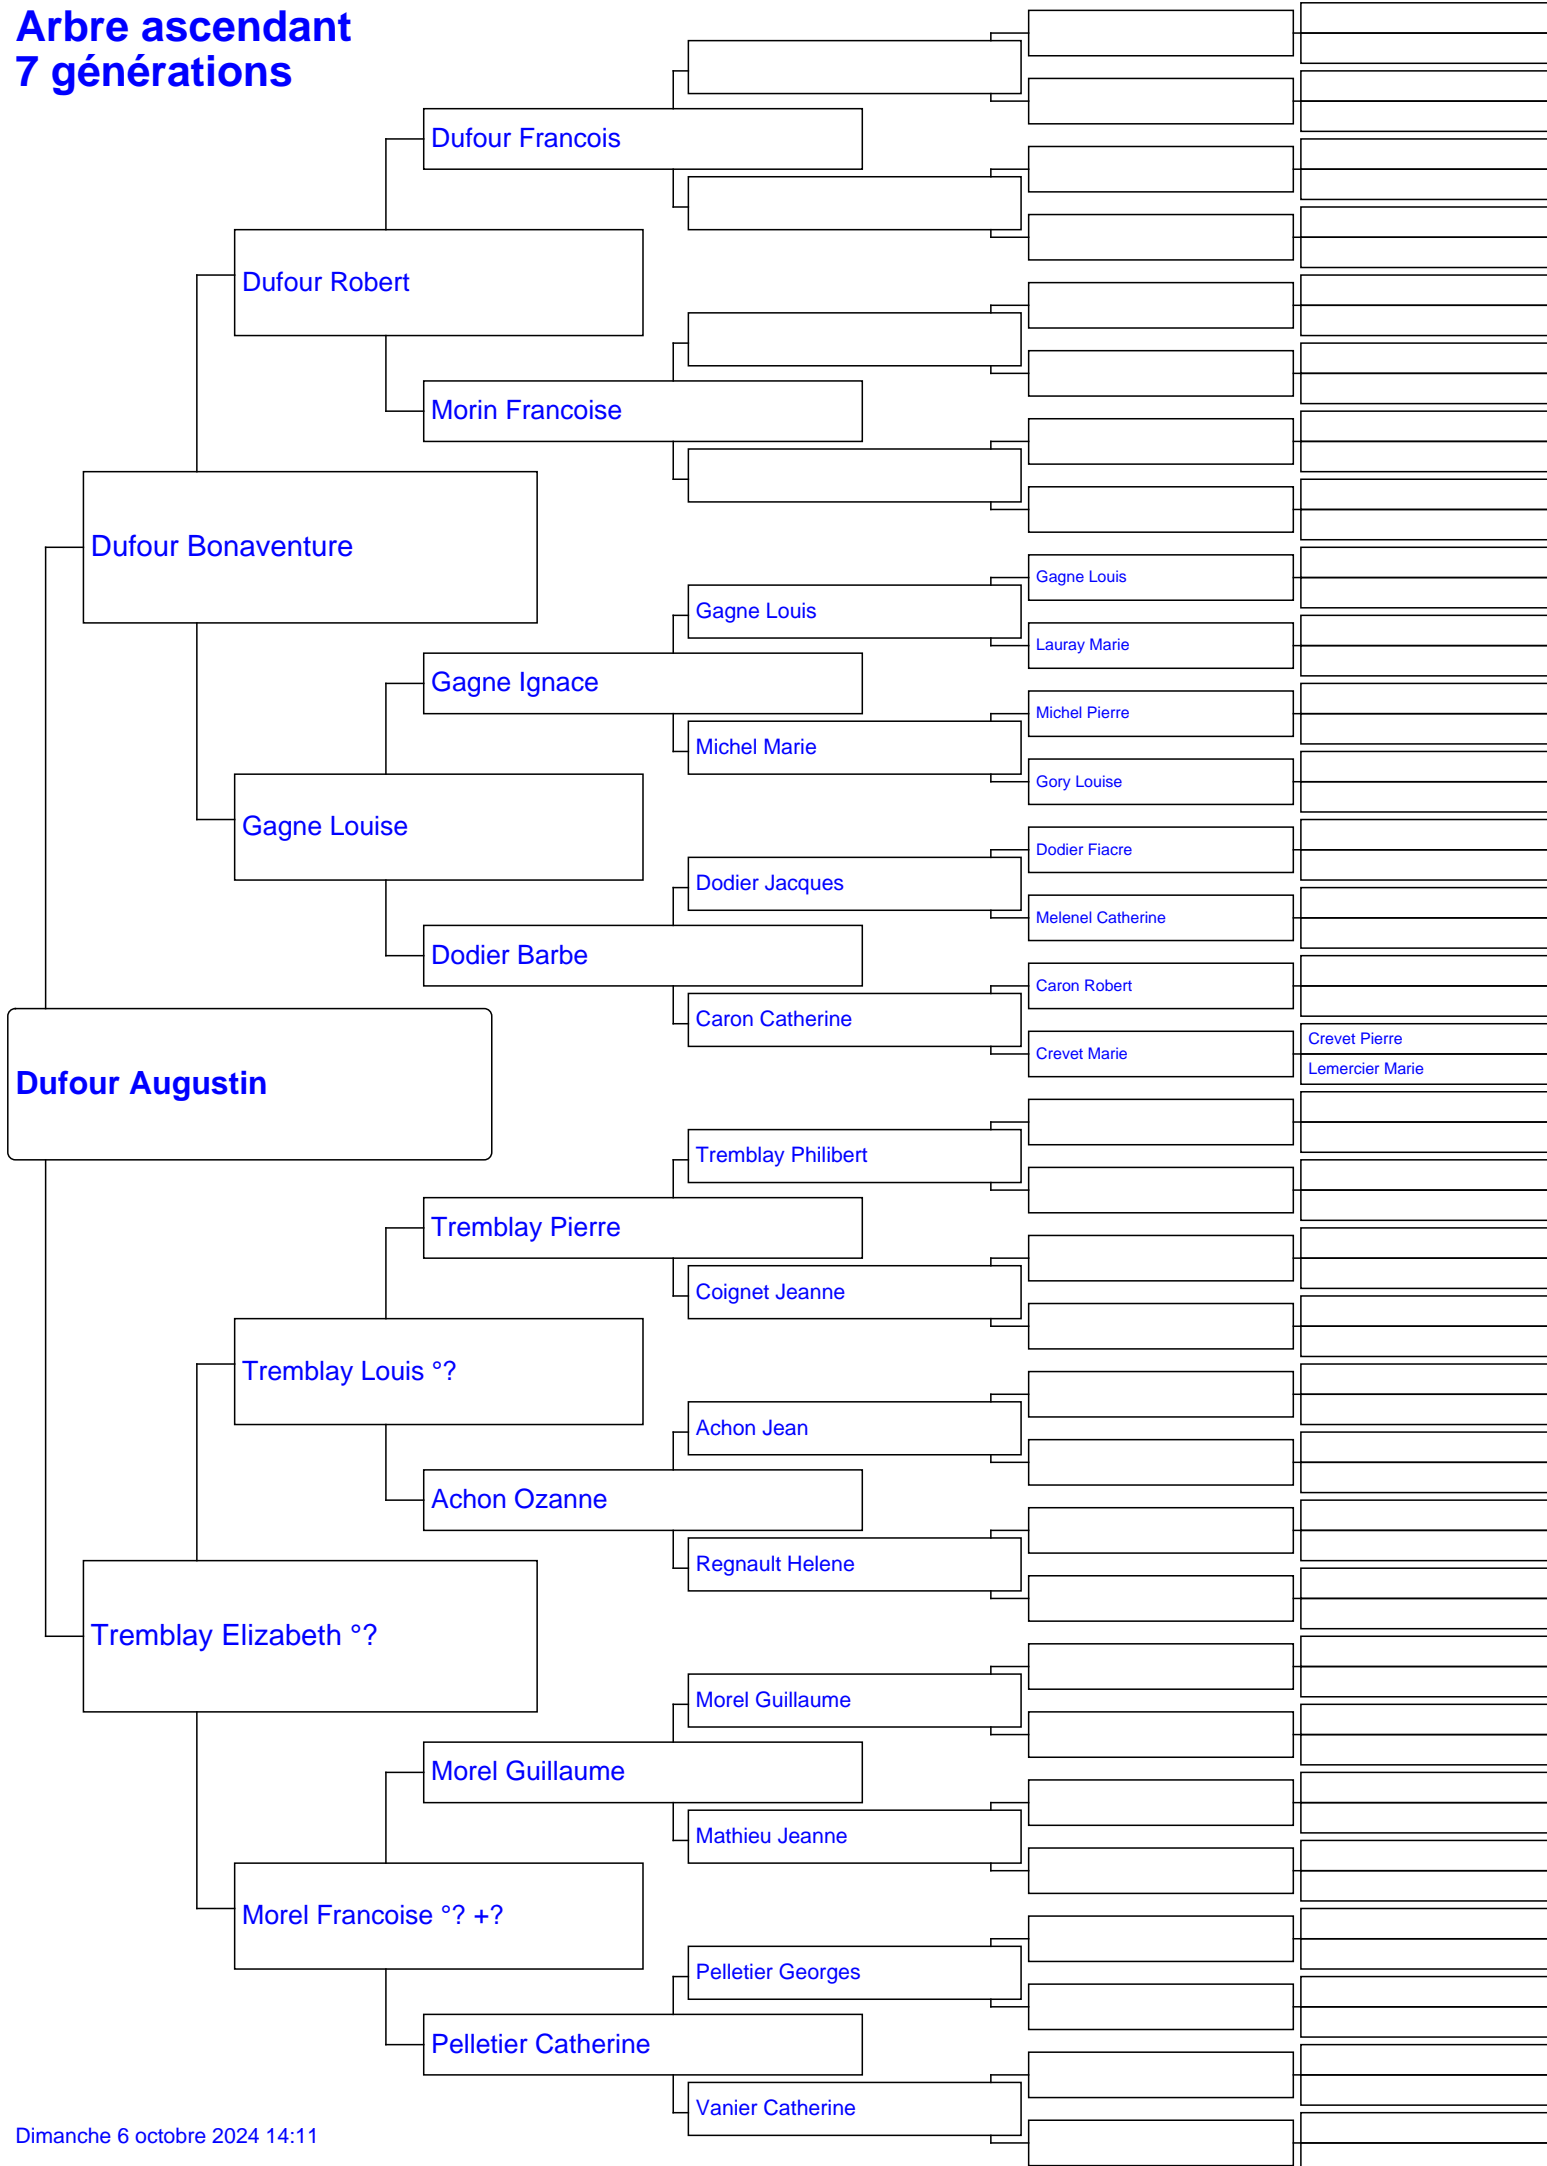 Arbre ascendant
7 générations
Dufour Francois
Dufour Robert
Morin Francoise
Dufour Bonaventure
Gagne Louis
Gagne Louis
Lauray Marie
Gagne Ignace
Michel Pierre
Michel Marie
Gory Louise
Gagne Louise
Dodier Fiacre
Dodier Jacques
Melenel Catherine
Dodier Barbe
Caron Robert
Caron Catherine
Crevet Marie
Crevet Pierre
Lemercier Marie
Dufour Augustin
Tremblay Philibert
Tremblay Pierre
Coignet Jeanne
Tremblay Louis °?
Achon Jean
Achon Ozanne
Regnault Helene
Tremblay Elizabeth °?
Morel Guillaume
Morel Guillaume
Mathieu Jeanne
Morel Francoise °? +?
Pelletier Georges
Pelletier Catherine
Vanier Catherine
Dimanche 6 octobre 2024 14:11